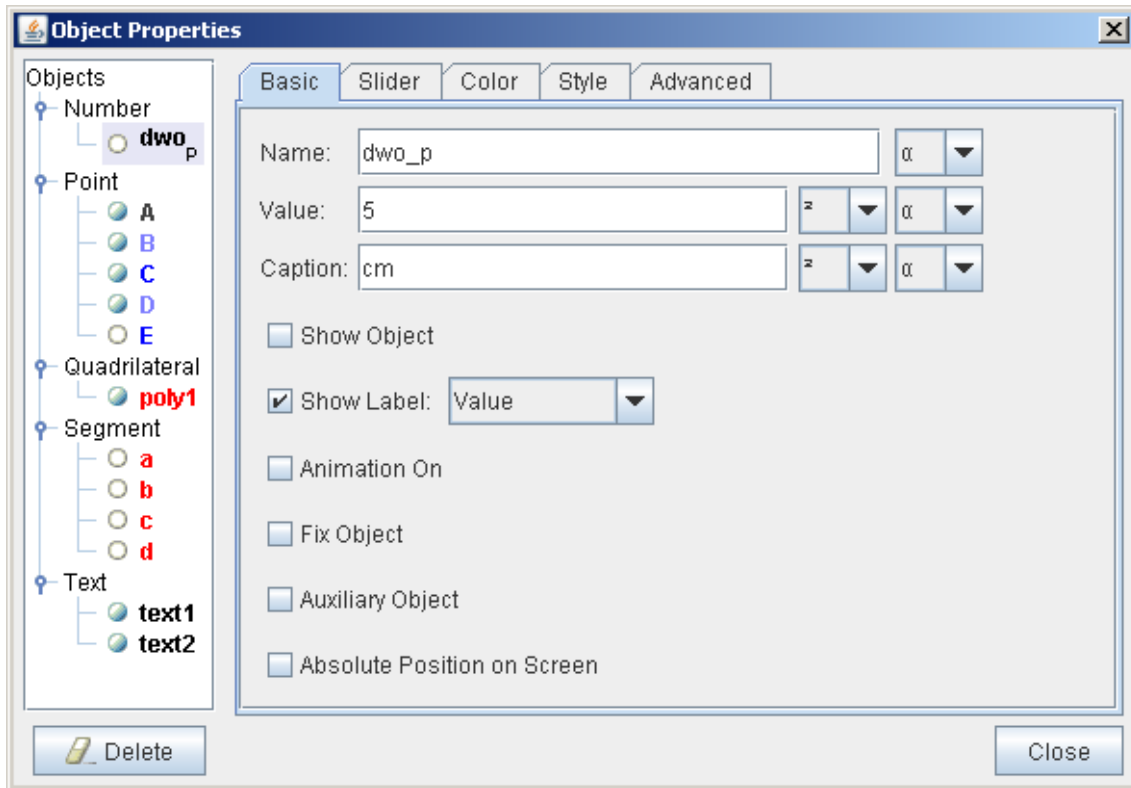 Object Properties
Objects
Number
dwo_p
Point
A
B
C
D
E
Quadrilateral
poly1
Segment
a
b
c
d
Text
text1
text2
Delete
Basic Slider Color Style Advanced
Name: dwo_p α
Value: 5 ² α
Caption: cm ² α
Show Object
Show Label: Value
Animation On
Fix Object
Auxiliary Object
Absolute Position on Screen
Close